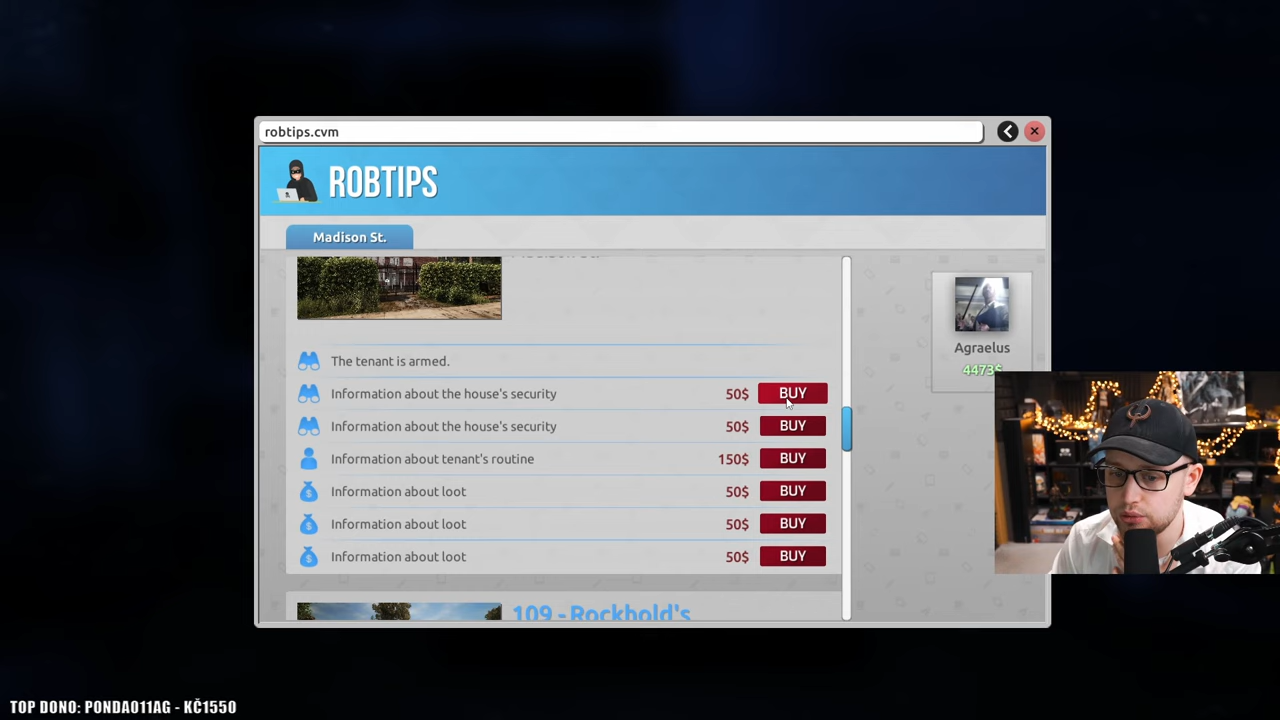 robtips.cvm
ROBTIPS
Madison St.
The tenant is armed.
Information about the house's security 50$ BUY
Information about the house's security 50$ BUY
Information about tenant's routine 150$ BUY
Information about loot 50$ BUY
Information about loot 50$ BUY
Information about loot 50$ BUY
109 - Rockhold's
Agraelus
4473$
TOP DONO: PONDA011AG - KČ1550